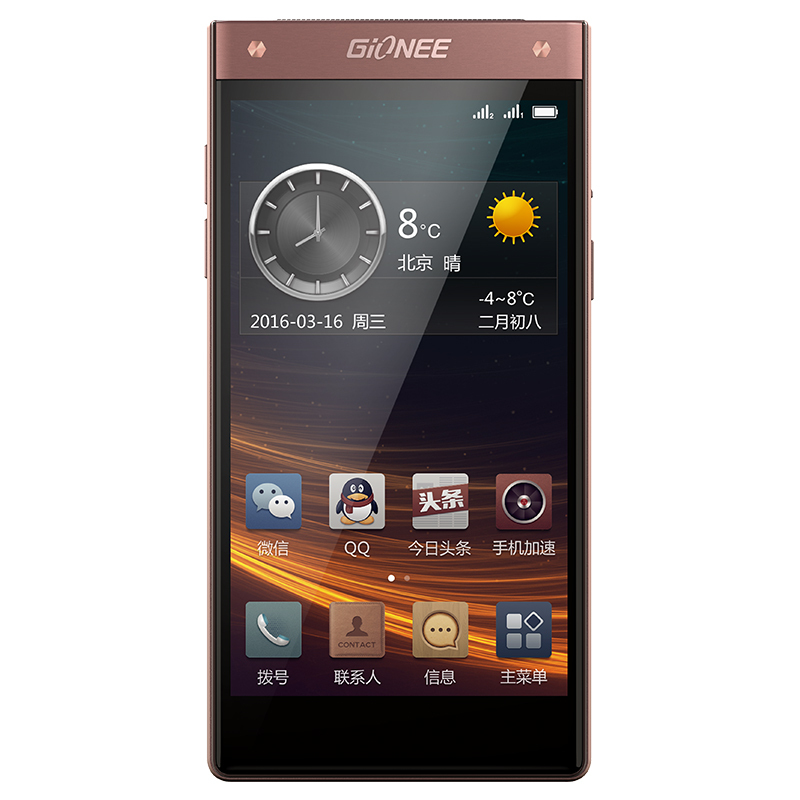 GiONEE
2 1
8°C
北京 晴
-4~8℃
2016-03-16 周三 二月初八
头条
微信 QQ 今日头条 手机加速
CONTACT
拨号 联系人 信息 主菜单